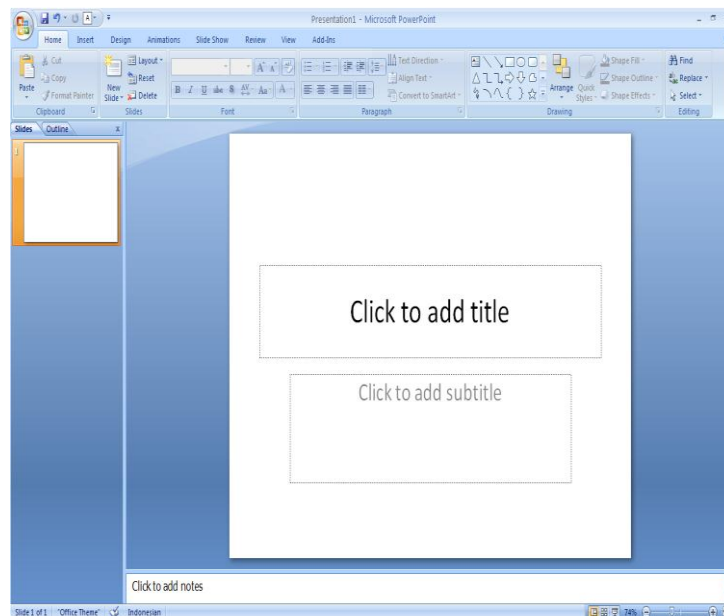 Presentation1 - Microsoft PowerPoint
Home Insert Design Animations Slide Show Review View Add-Ins
Cut
Copy
Format Painter
Paste
Clipboard
New Slide
Layout
Reset
Delete
Slides
Font
Text Direction
Align Text
Convert to SmartArt
Paragraph
Arrange
Quick Styles
Shape Fill
Shape Outline
Shape Effects
Drawing
Find
Replace
Select
Editing
Slides Outline x
1
Click to add title
Click to add subtitle
Click to add notes
Slide 1 of 1 "Office Theme" Indonesian 74%